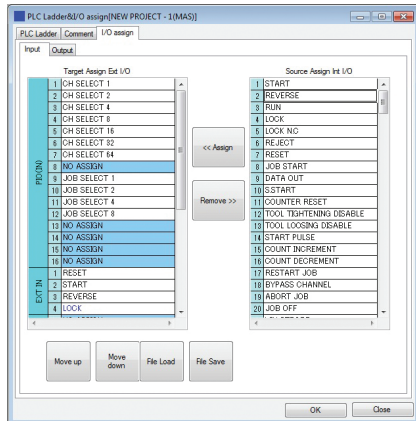 PLC Ladder&I/O assign[NEW PROJECT - 1(MAS)]
PLC Ladder Comment I/O assign
Input Output
Target Assign Ext I/O
PIO(IN)
1 CH SELECT 1
2 CH SELECT 2
3 CH SELECT 4
4 CH SELECT 8
5 CH SELECT 16
6 CH SELECT 32
7 CH SELECT 64
8 NO ASSIGN
9 JOB SELECT 1
10 JOB SELECT 2
11 JOB SELECT 4
12 JOB SELECT 8
13 NO ASSIGN
14 NO ASSIGN
15 NO ASSIGN
16 NO ASSIGN
EXT IN
1 RESET
2 START
3 REVERSE
4 LOCK
<< Assign
Remove >>
Source Assign Int I/O
1 START
2 REVERSE
3 RUN
4 LOCK
5 LOCK N.C
6 REJECT
7 RESET
8 JOB START
9 DATA OUT
10 S.START
11 COUNTER RESET
12 TOOL TIGHTENING DISABLE
13 TOOL LOOSING DISABLE
14 START PULSE
15 COUNT INCREMENT
16 COUNT DECREMENT
17 RESTART JOB
18 BYPASS CHANNEL
19 ABORT JOB
20 JOB OFF
Move up
Move
down
File Load
File Save
OK
Close